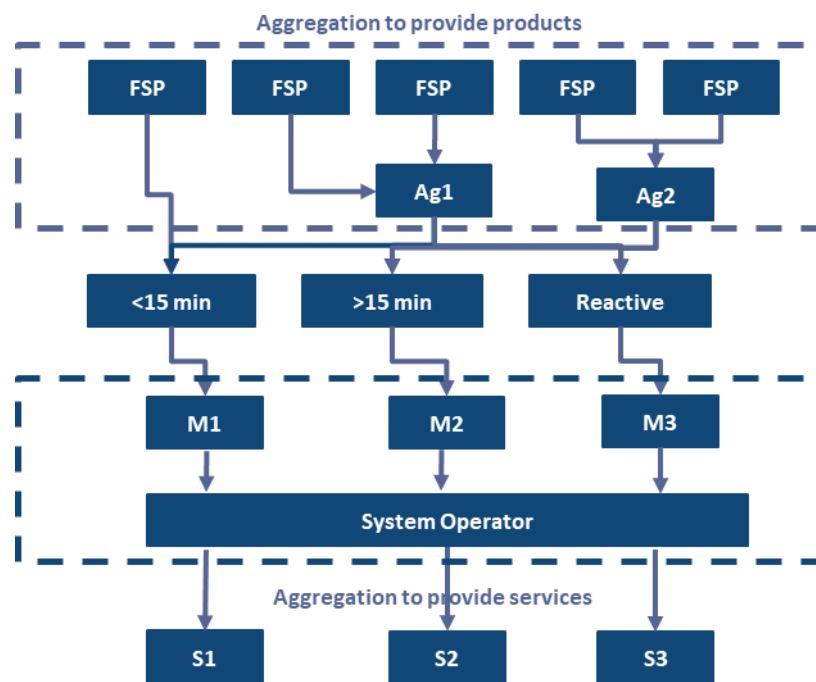 Aggregation to provide products
FSP
FSP
FSP
FSP
FSP
Ag1
Ag2
<15 min
>15 min
Reactive
M1
M2
M3
System Operator
Aggregation to provide services
S1
S2
S3